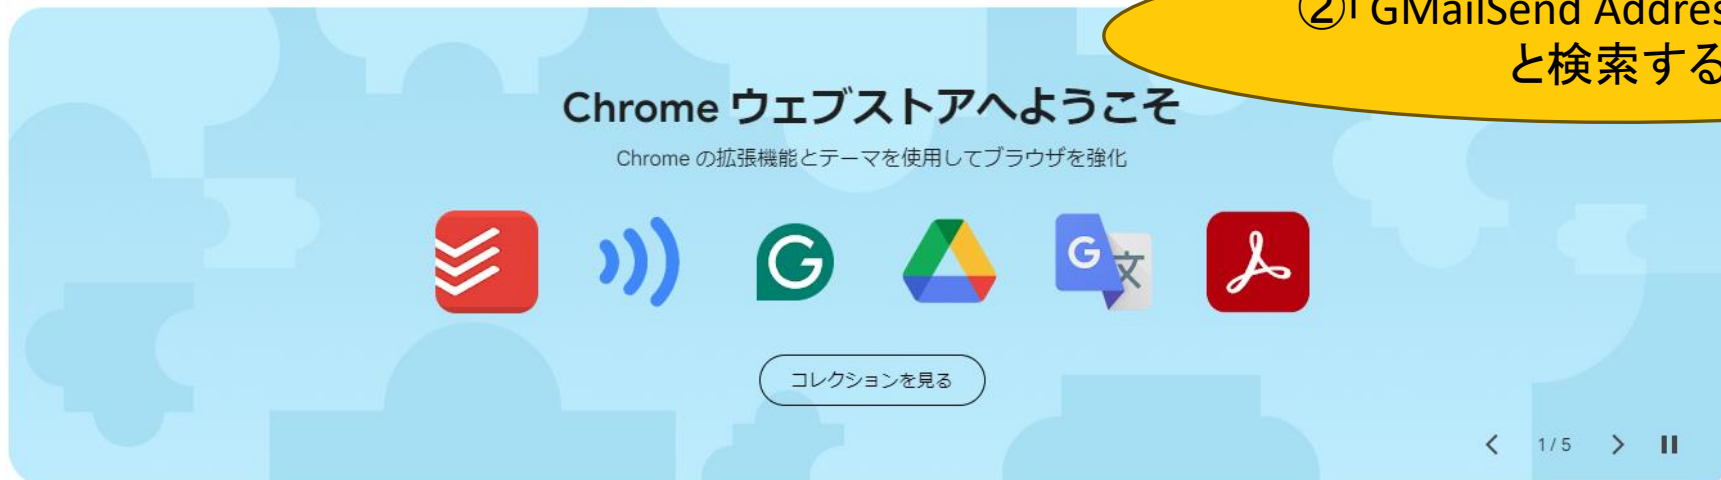 ②「GMailSend
と検索する
Chrome ウェブストアへようこそ
Chrome の拡張機能とテーマを使用してブラウザを強化
G
G 文
コレクションを見る
1/5